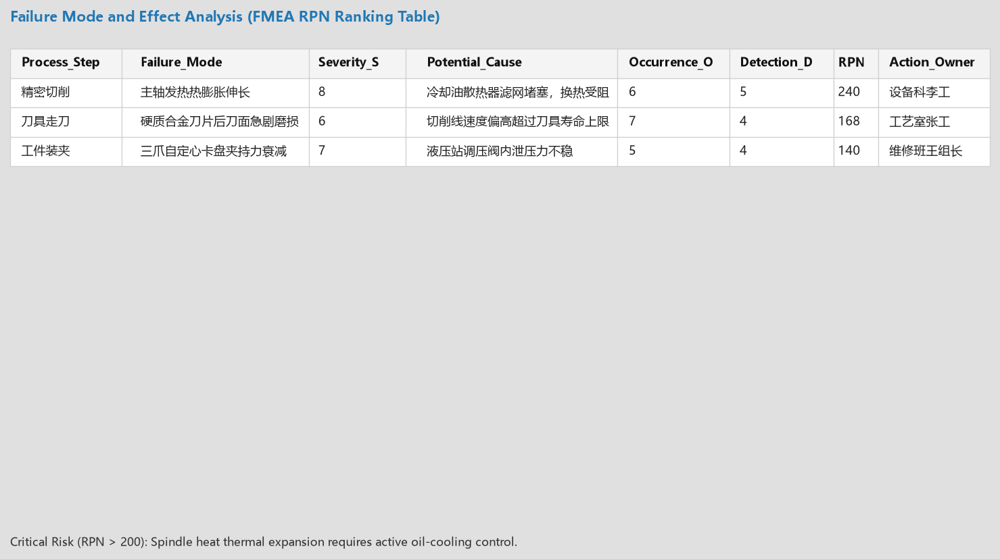 Failure Mode and Effect Analysis (FMEA RPN Ranking Table)
Process_Step Failure_Mode Severity_S Potential_Cause Occurrence_O Detection_D RPN Action_Owner
精密切削 主轴发热热膨胀伸长 8 冷却油散热器滤网堵塞，换热受阻 6 5 240 设备科李工
刀具走刀 硬质合金刀片后刀面急剧磨损 6 切削线速度偏高超过刀具寿命上限 7 4 168 工艺室张工
工件装夹 三爪自定心卡盘夹持力衰减 7 液压站调压阀内泄压力不稳 5 4 140 维修班王组长
Critical Risk (RPN > 200): Spindle heat thermal expansion requires active oil-cooling control.